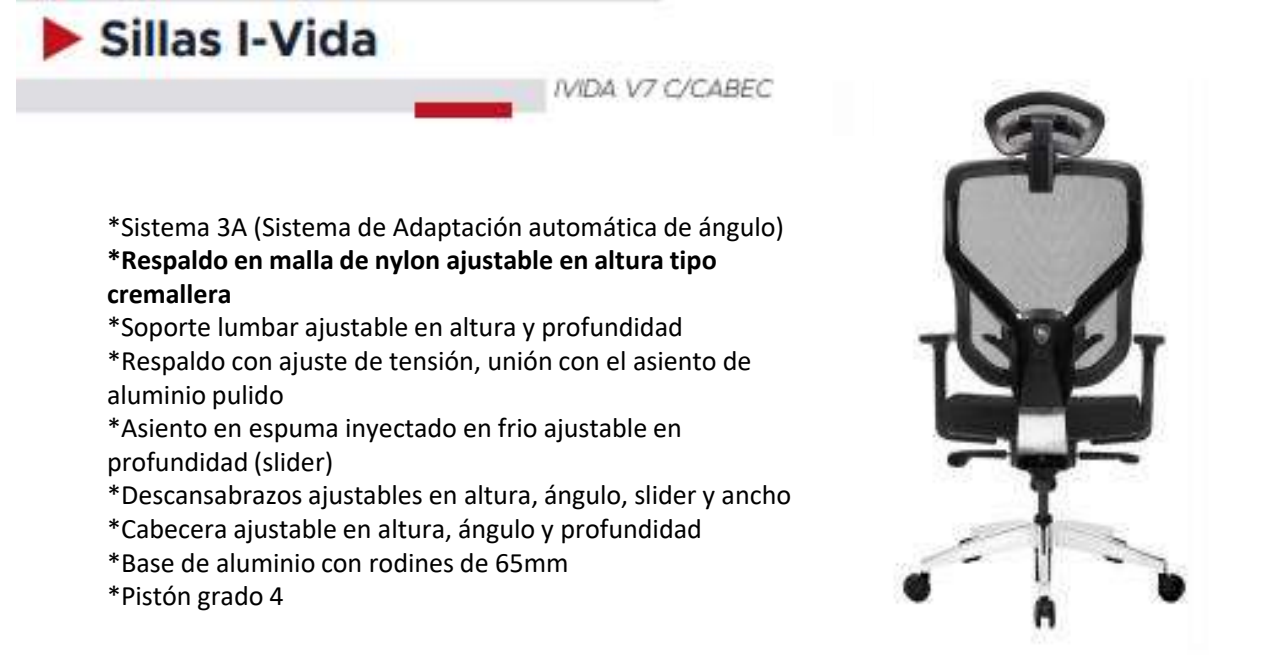 Sillas I-Vida
IVIDA V7 C/CABEC
*Sistema 3A (Sistema de Adaptación automática de ángulo)
*Respaldo en malla de nylon ajustable en altura tipo
cremallera
*Soporte lumbar ajustable en altura y profundidad
*Respaldo con ajuste de tensión, unión con el asiento de
aluminio pulido
*Asiento en espuma inyectado en frio ajustable en
profundidad (slider)
*Descansabrazos ajustables en altura, ángulo, slider y ancho
*Cabecera ajustable en altura, ángulo y profundidad
*Base de aluminio con rodines de 65mm
*Pistón grado 4